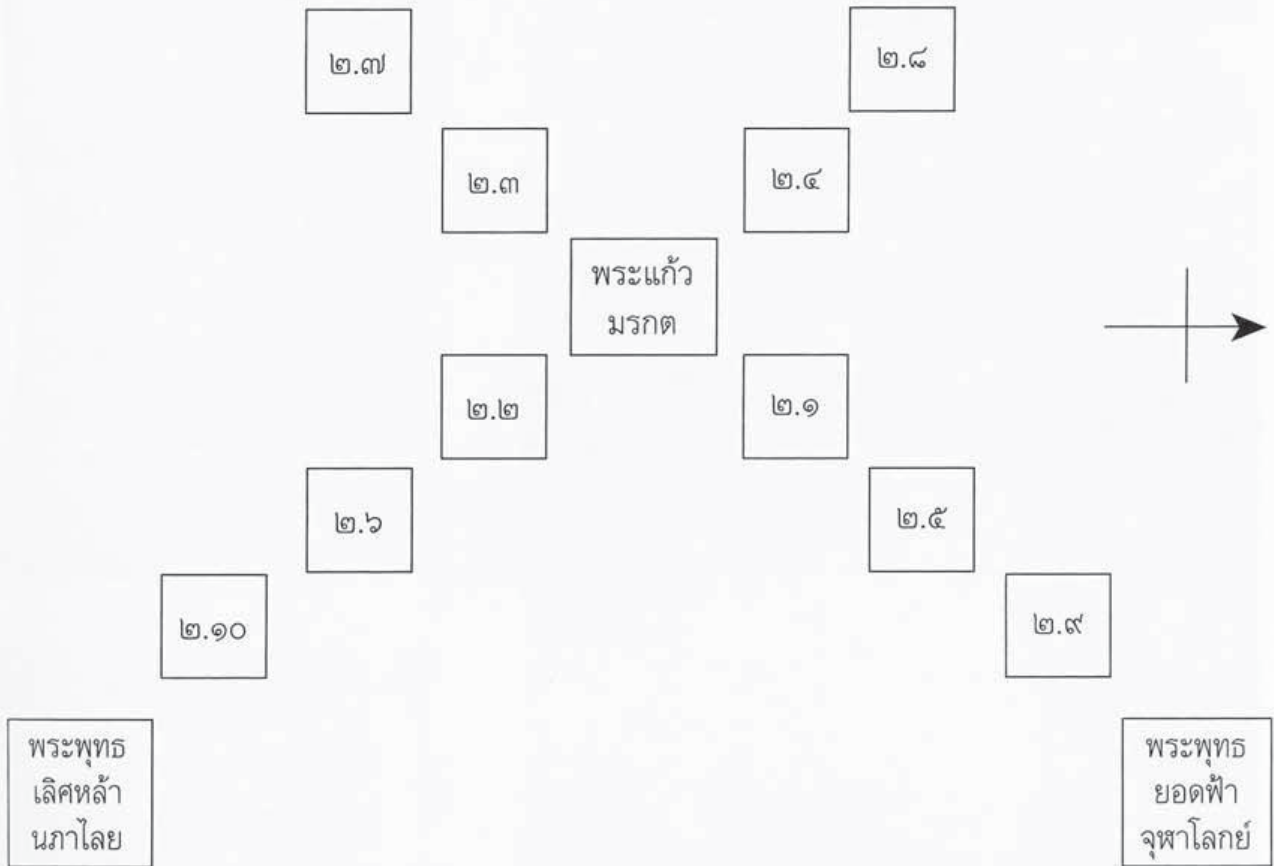 ๒.๗
๒.๘
๒.๓
๒.๔
พระแก้ว
มรกต
๒.๒
๒.๑
๒.๖
๒.๕
๒.๑๐
๒.๙
พระพุทธ
เลิศหล้า
นภาไลย
พระพุทธ
ยอดฟ้า
จุฬาโลกย์